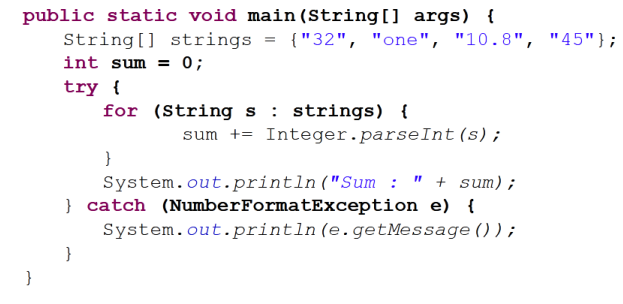 public static void main(String[] args) {
String[] strings = {"32", "one", "10.8", "45"};
int sum = 0;
try {
for (String s : strings) {
sum += Integer.parseInt(s);
}
System.out.println("Sum : " + sum);
} catch (NumberFormatException e) {
System.out.println(e.getMessage());
}
}